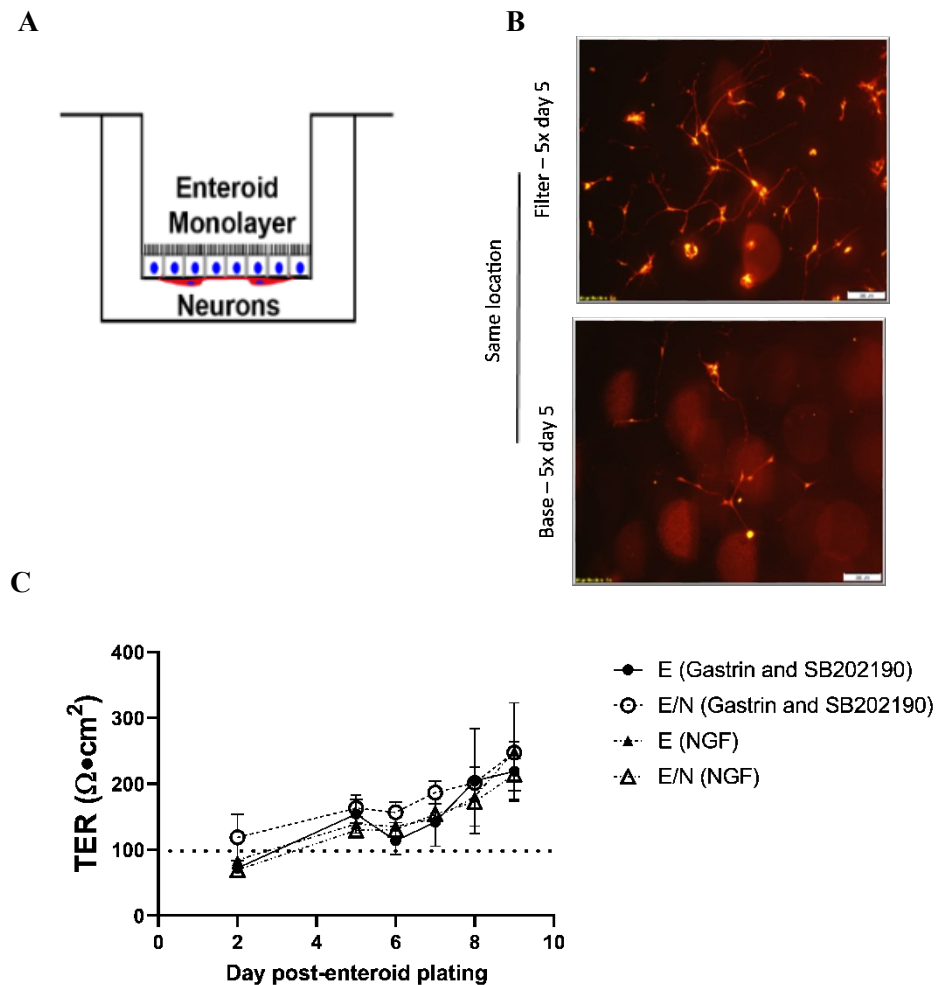 A
Enteroid
Monolayer
Neurons
B
Filter – 5x day 5
Same location
Base – 5x day 5
C
400
300
200
100
0
TER (Ω•cm²)
0 2 4 6 8 10
Day post-enteroid plating
E (Gastrin and SB202190)
E/N (Gastrin and SB202190)
E (NGF)
E/N (NGF)